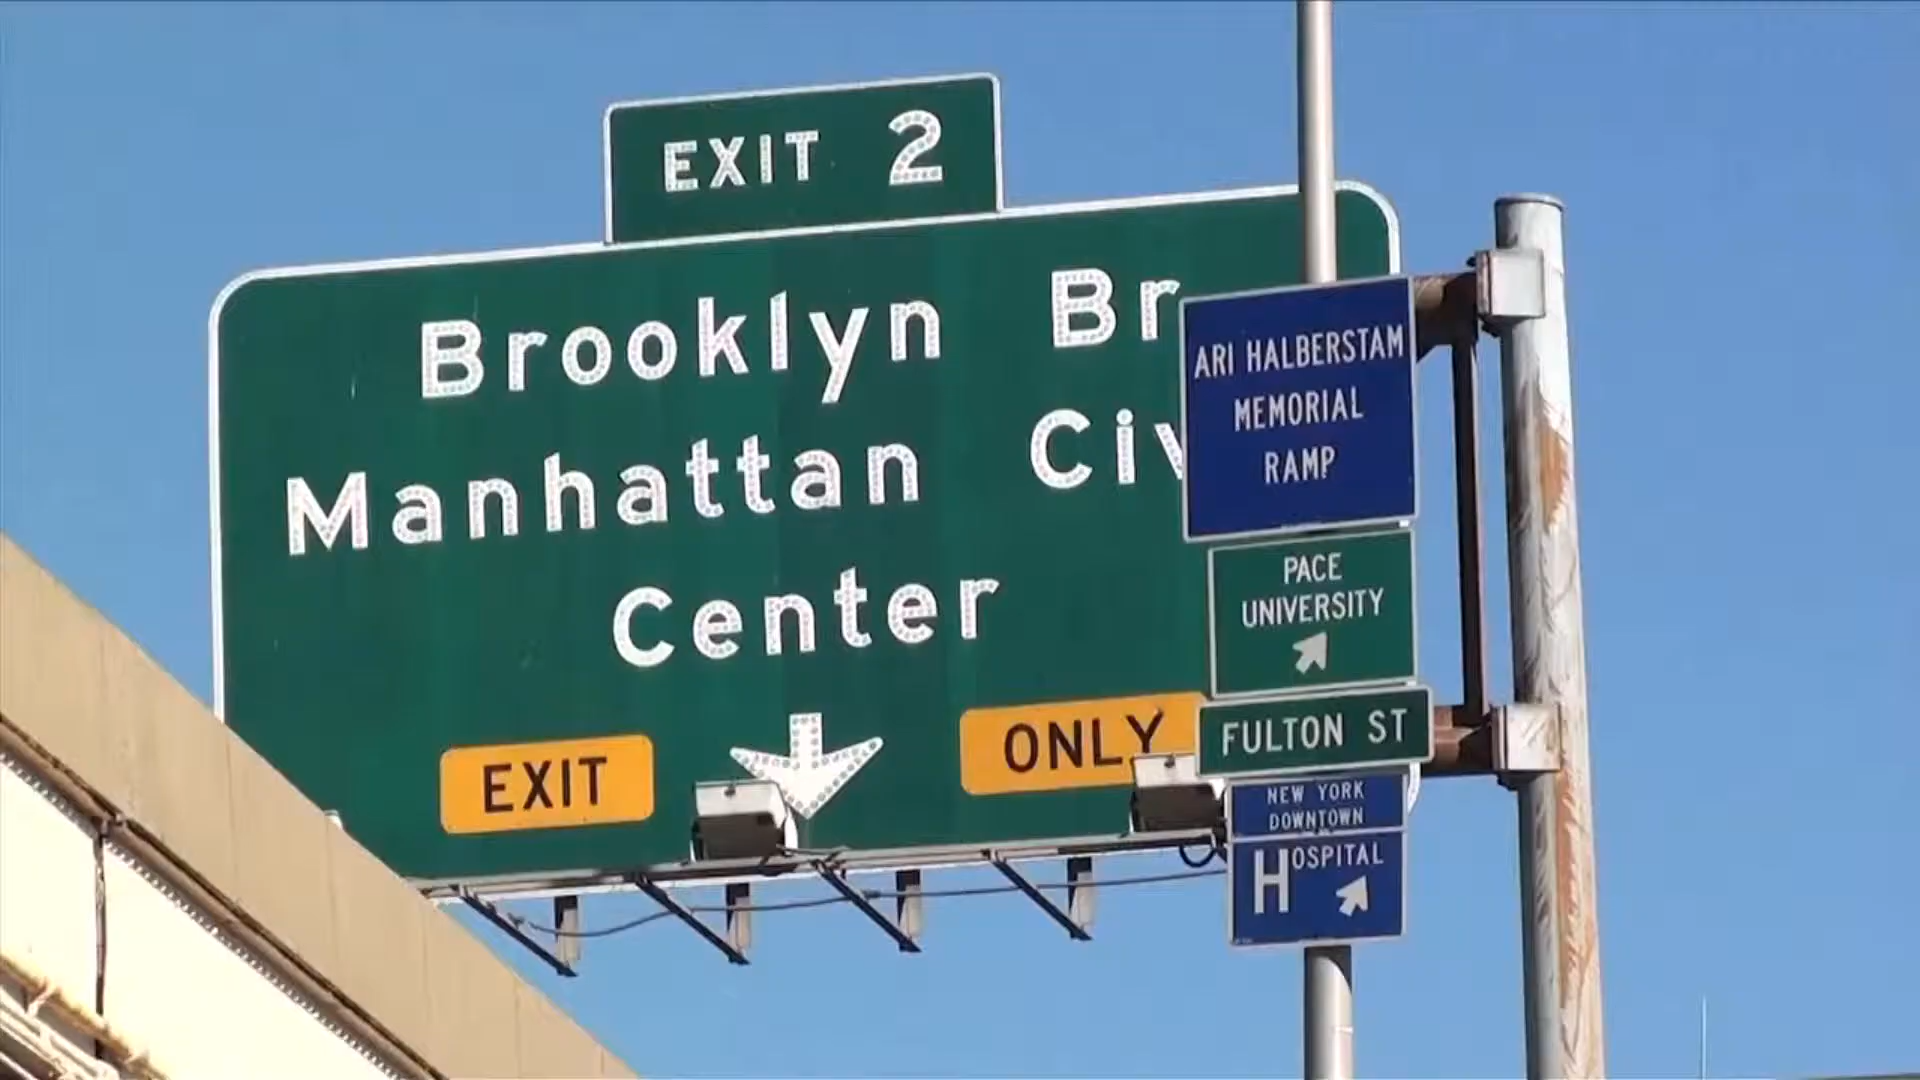 EXIT 2
Brooklyn Br
Manhattan Civ
Center
EXIT
ONLY
ARI HALBERSTAM
MEMORIAL
RAMP
PACE
UNIVERSITY
FULTON ST
NEW YORK
DOWNTOWN
HOSPITAL